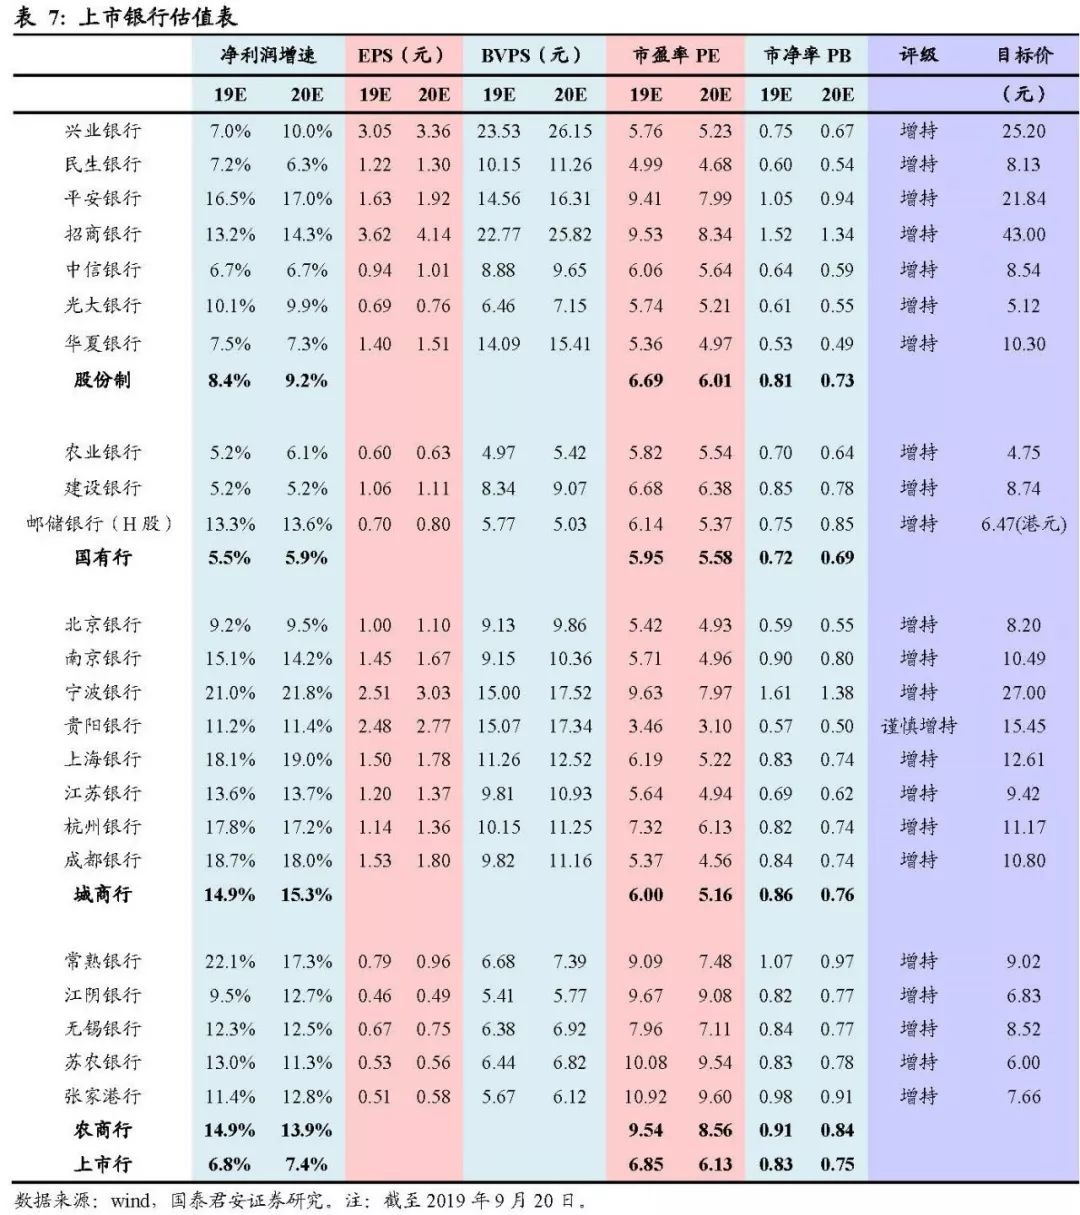 表 7：上市银行估值表
净利润增速 EPS（元） BVPS（元） 市盈率 PE 市净率 PB 评级 目标价
19E 20E 19E 20E 19E 20E 19E 20E 19E 20E （元）
兴业银行 7.0% 10.0% 3.05 3.36 23.53 26.15 5.76 5.23 0.75 0.67 增持 25.20
民生银行 7.2% 6.3% 1.22 1.30 10.15 11.26 4.99 4.68 0.60 0.54 增持 8.13
平安银行 16.5% 17.0% 1.63 1.92 14.56 16.31 9.41 7.99 1.05 0.94 增持 21.84
招商银行 13.2% 14.3% 3.62 4.14 22.77 25.82 9.53 8.34 1.52 1.34 增持 43.00
中信银行 6.7% 6.7% 0.94 1.01 8.88 9.65 6.06 5.64 0.64 0.59 增持 8.54
光大银行 10.1% 9.9% 0.69 0.76 6.46 7.15 5.74 5.21 0.61 0.55 增持 5.12
华夏银行 7.5% 7.3% 1.40 1.51 14.09 15.41 5.36 4.97 0.53 0.49 增持 10.30
股份制 8.4% 9.2% 6.69 6.01 0.81 0.73
农业银行 5.2% 6.1% 0.60 0.63 4.97 5.42 5.82 5.54 0.70 0.64 增持 4.75
建设银行 5.2% 5.2% 1.06 1.11 8.34 9.07 6.68 6.38 0.85 0.78 增持 8.74
邮储银行（H 股） 13.3% 13.6% 0.70 0.80 5.77 5.03 6.14 5.37 0.75 0.85 增持 6.47(港元)
国有行 5.5% 5.9% 5.95 5.58 0.72 0.69
北京银行 9.2% 9.5% 1.00 1.10 9.13 9.86 5.42 4.93 0.59 0.55 增持 8.20
南京银行 15.1% 14.2% 1.45 1.67 9.15 10.36 5.71 4.96 0.90 0.80 增持 10.49
宁波银行 21.0% 21.8% 2.51 3.03 15.00 17.52 9.63 7.97 1.61 1.38 增持 27.00
贵阳银行 11.2% 11.4% 2.48 2.77 15.07 17.34 3.46 3.10 0.57 0.50 谨慎增持 15.45
上海银行 18.1% 19.0% 1.50 1.78 11.26 12.52 6.19 5.22 0.83 0.74 增持 12.61
江苏银行 13.6% 13.7% 1.20 1.37 9.81 10.93 5.64 4.94 0.69 0.62 增持 9.42
杭州银行 17.8% 17.2% 1.14 1.36 10.15 11.25 7.32 6.13 0.82 0.74 增持 11.17
成都银行 18.7% 18.0% 1.53 1.80 9.82 11.16 5.37 4.56 0.84 0.74 增持 10.80
城商行 14.9% 15.3% 6.00 5.16 0.86 0.76
常熟银行 22.1% 17.3% 0.79 0.96 6.68 7.39 9.09 7.48 1.07 0.97 增持 9.02
江阴银行 9.5% 12.7% 0.46 0.49 5.41 5.77 9.67 9.08 0.82 0.77 增持 6.83
无锡银行 12.3% 12.5% 0.67 0.75 6.38 6.92 7.96 7.11 0.84 0.77 增持 8.52
苏农银行 13.0% 11.3% 0.53 0.56 6.44 6.82 10.08 9.54 0.83 0.78 增持 6.00
张家港行 11.4% 12.8% 0.51 0.58 5.67 6.12 10.92 9.60 0.98 0.91 增持 7.66
农商行 14.9% 13.9% 9.54 8.56 0.91 0.84
上市行 6.8% 7.4% 6.85 6.13 0.83 0.75
数据来源：wind，国泰君安证券研究。注：截至 2019 年 9 月 20 日。